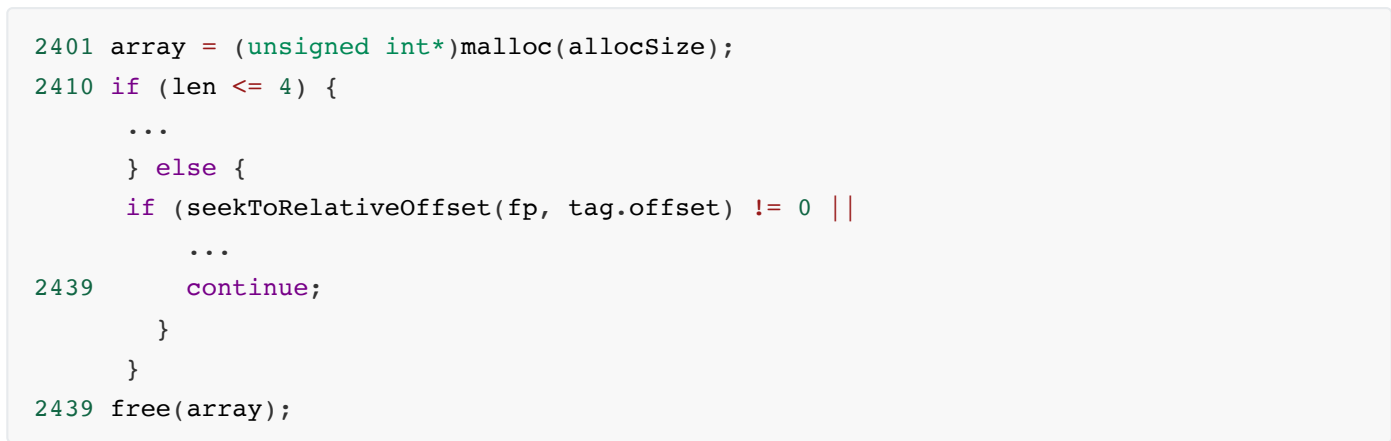 2401 array = (unsigned int*)malloc(allocSize);
2410 if (len <= 4) {
...
} else {
if (seekToRelativeOffset(fp, tag.offset) != 0 ||
...
2439 continue;
}
}
2439 free(array);